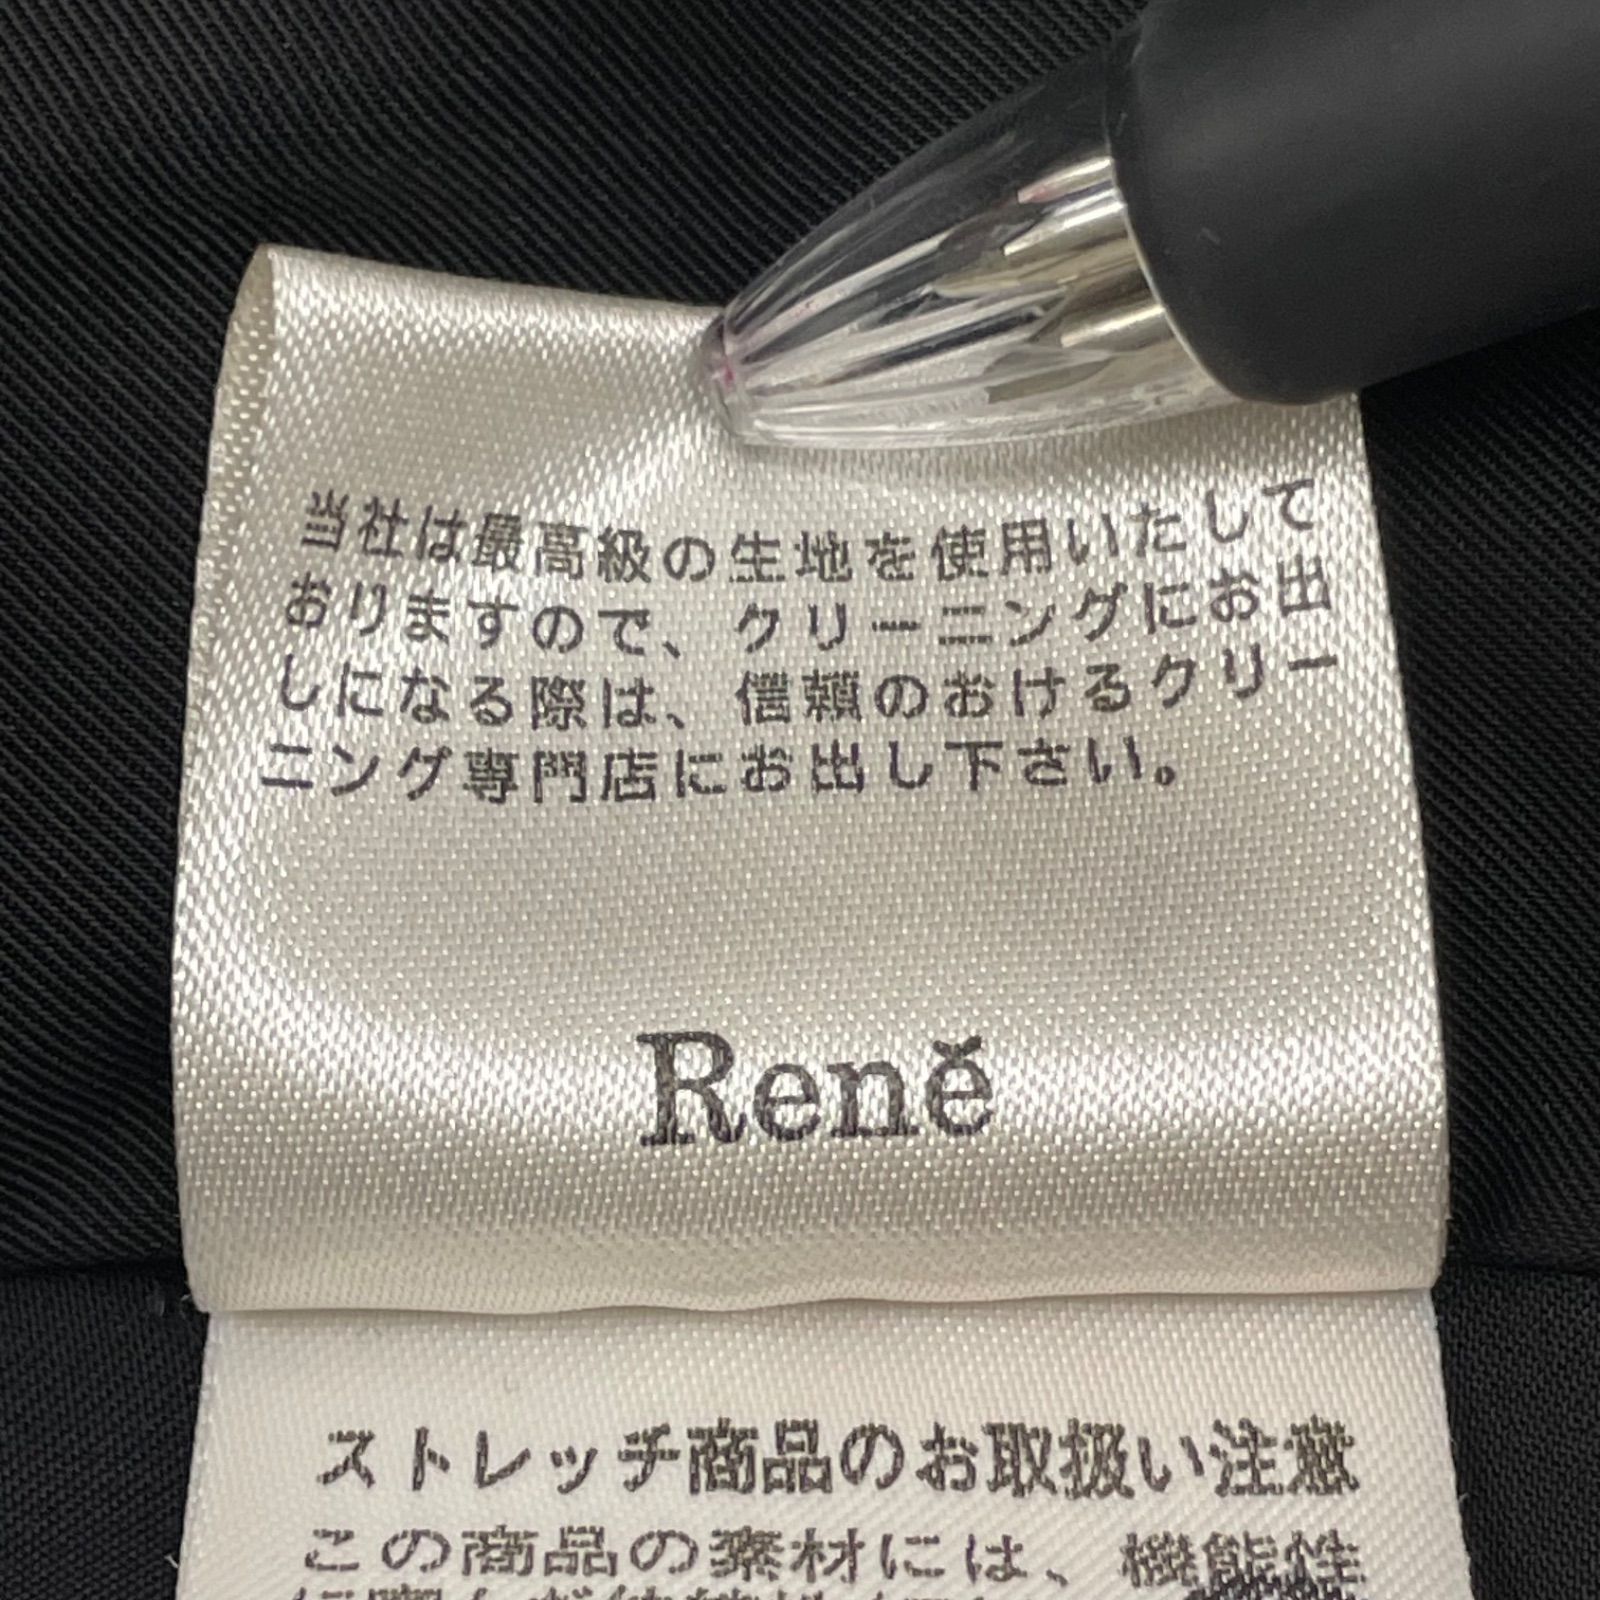 当社は最高級の生地を使用いたして
おりますので、クリーニングにお出
しになる際は、信頼のおけるクリー
ニング専門店にお出し下さい。
Reně
ストレッチ商品のお取扱い注意
この商品の素材には、機能性